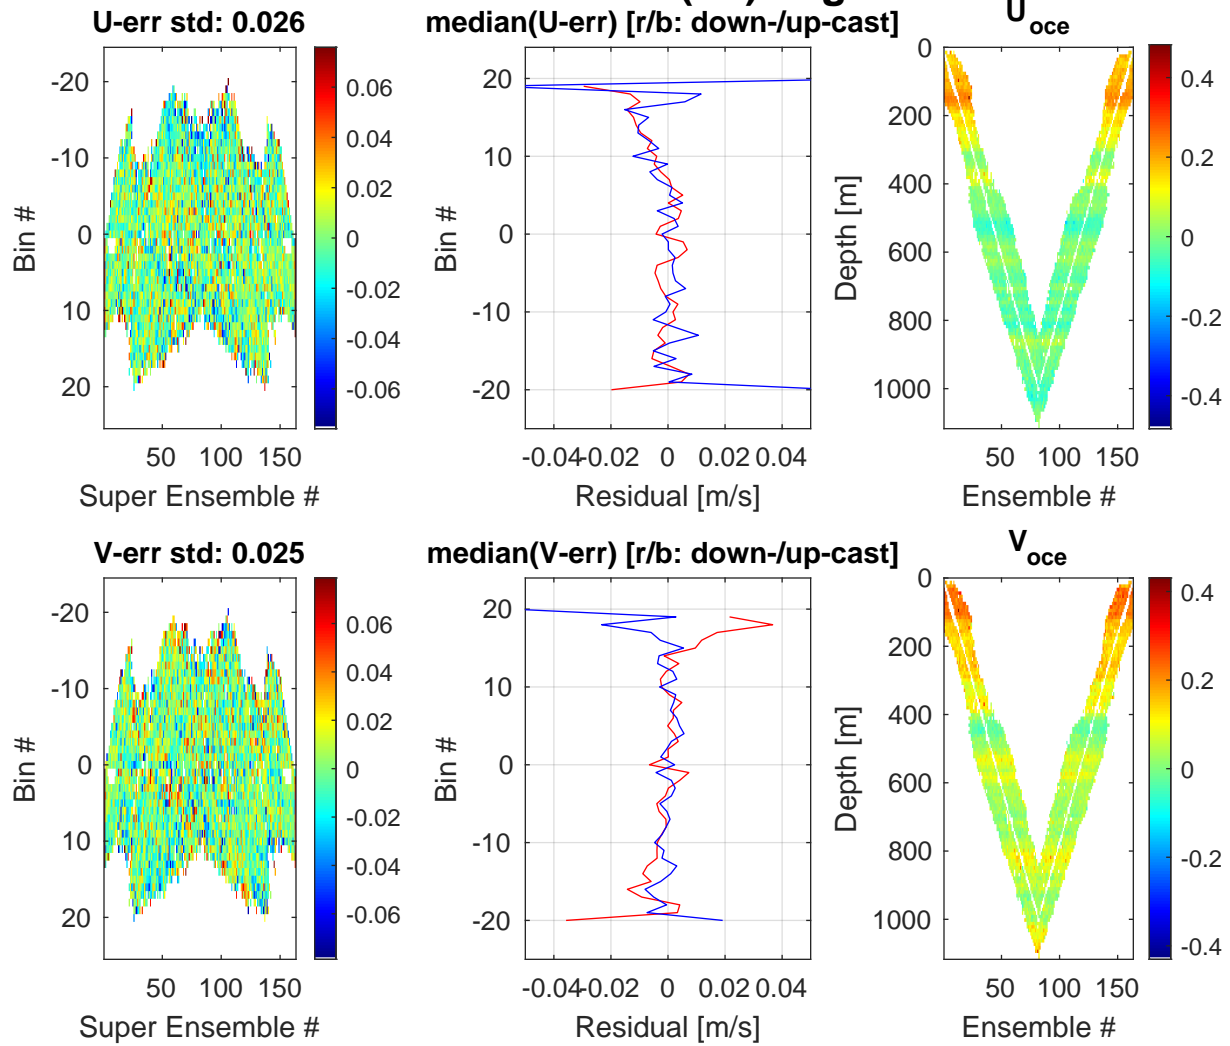 U-err std: 0.026
median(U-err) [r/b: down-/up-cast]
U oce
-20
-10
0
10
20
Bin #
50 100 150
Super Ensemble #
0.06
0.04
0.02
0
-0.02
-0.04
-0.06
20
10
0
-10
-20
Bin #
-0.04 -0.02 0 0.02 0.04
Residual [m/s]
0
200
400
600
800
1000
Depth [m]
50 100 150
Ensemble #
0.4
0.2
0
-0.2
-0.4
V-err std: 0.025
median(V-err) [r/b: down-/up-cast]
V oce
-20
-10
0
10
20
Bin #
50 100 150
Super Ensemble #
0.06
0.04
0.02
0
-0.02
-0.04
-0.06
20
10
0
-10
-20
Bin #
-0.04 -0.02 0 0.02 0.04
Residual [m/s]
0
200
400
600
800
1000
Depth [m]
50 100 150
Ensemble #
0.4
0.2
0
-0.2
-0.4